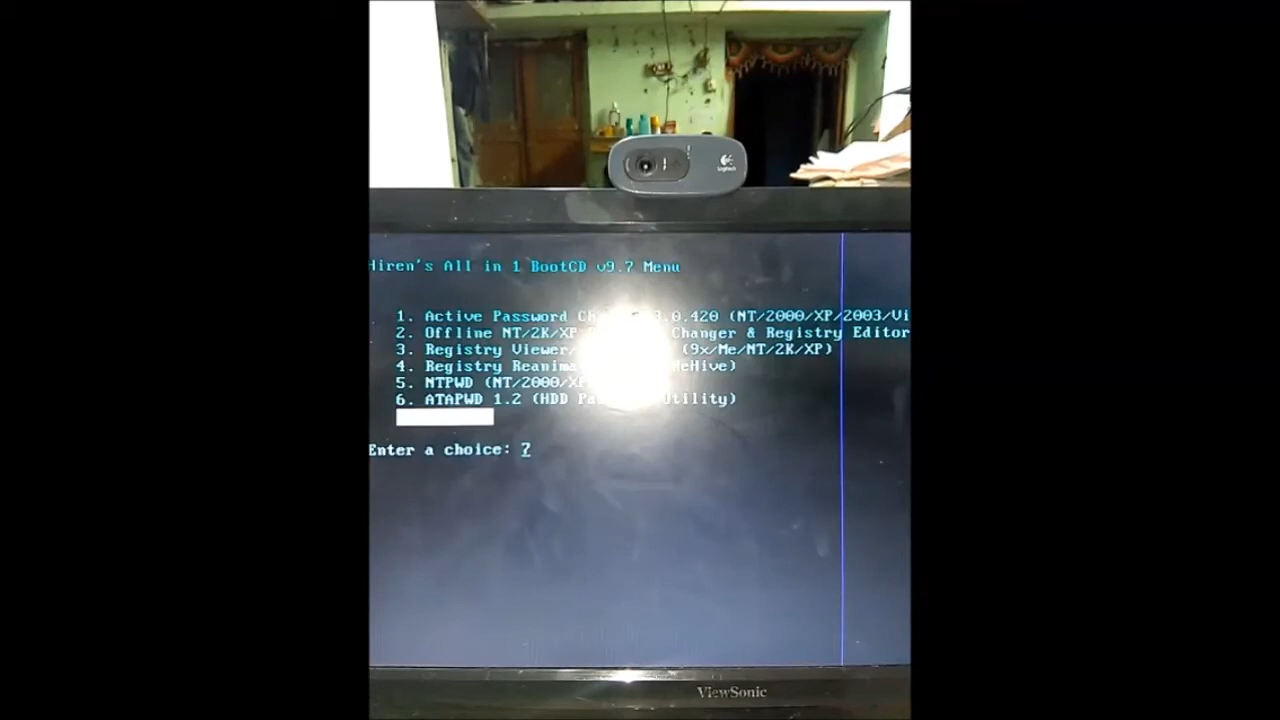 Logitech
Hiren's All in 1 BootCD v9.7 Menu
1. Active Password 3.0.420 (NT/2000/XP/2003/Vi
2. Offline NT/2K/XP Changer & Registry Editor
3. Registry Viewer/ (9x/Me/NT/2K/XP)
4. Registry Reanima
5. NTPWD (NT/2000/XP
6. ATAPWD 1.2 (HDD Utility)
Enter a choice: ?
ViewSonic